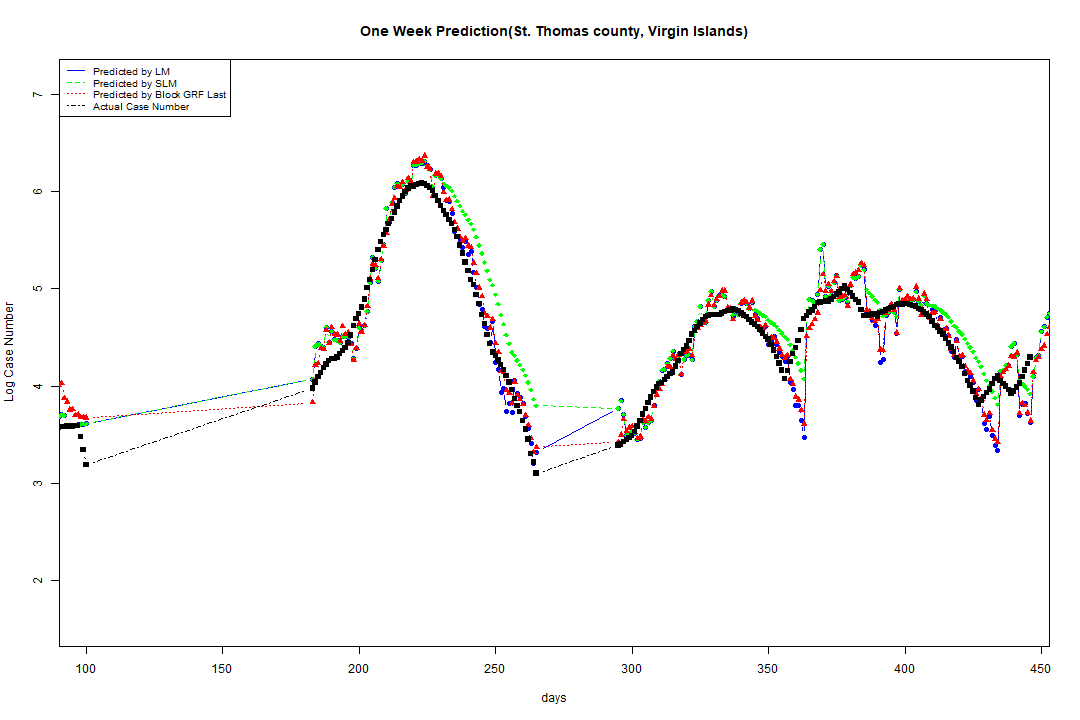 One Week Prediction(St. Thomas county, Virgin Islands)
Predicted by LM
Predicted by SLM
Predicted by Block GRF Last
Actual Case Number
Log Case Number
7
6
5
4
3
2
100 150 200 250 300 350 400 450
days